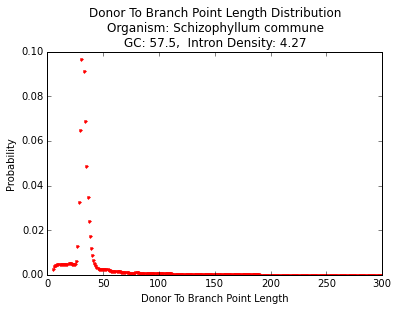 Donor To Branch Point Length Distribution
Organism: Schizophyllum commune
GC: 57.5,  Intron Density: 4.27
0.10
0.08
0.06
0.04
0.02
0.00
Probability
0 50 100 150 200 250 300
Donor To Branch Point Length